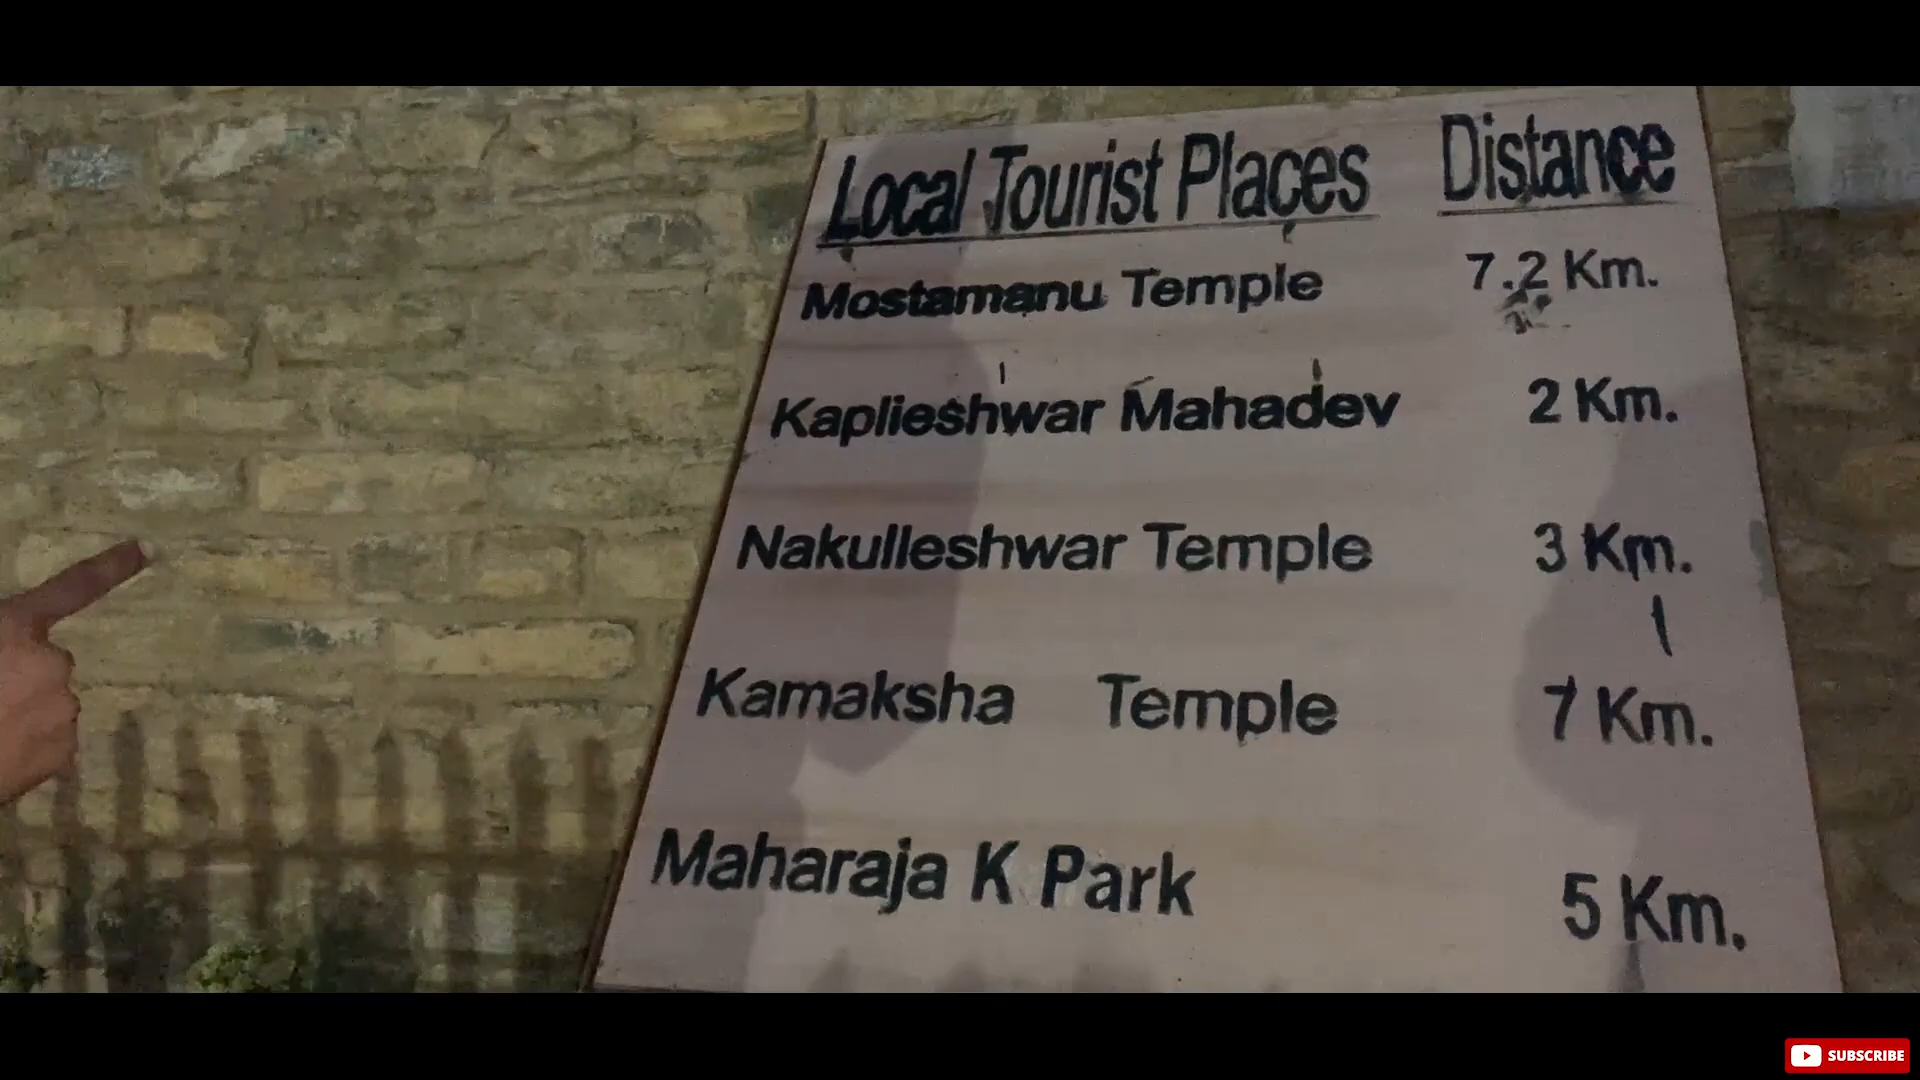 Local Tourist Places Distance
Mostamanu Temple 7.2 Km.
Kaplieshwar Mahadev 2 Km.
Nakulleshwar Temple 3 Km.
Kamaksha Temple 7 Km.
Maharaja K Park 5 Km.
SUBSCRIBE